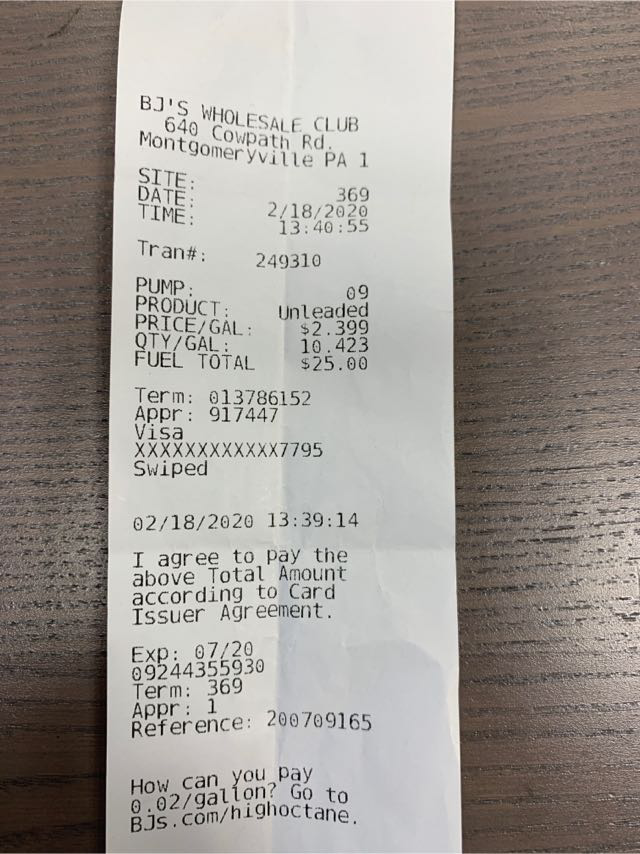 BJ'S WHOLESALE CLUB
640 Cowpath Rd.
Montgomeryville PA 1
SITE: 369
DATE: 2/18/2020
TIME: 13:40:55
Tran#: 249310
PUMP: 09
PRODUCT: Unleaded
PRICE/GAL: $2.399
QTY/GAL: 10.423
FUEL TOTAL $25.00
Term: 013786152
Appr: 917447
Visa
XXXXXXXXXXXX7795
Swiped
02/18/2020 13:39:14
I agree to pay the
above Total Amount
according to Card
Issuer Agreement.
Exp: 07/20
09244355930
Term: 369
Appr: 1
Reference: 200709165
How can you pay
0.02/gallon? Go to
BJs.com/highoctane.